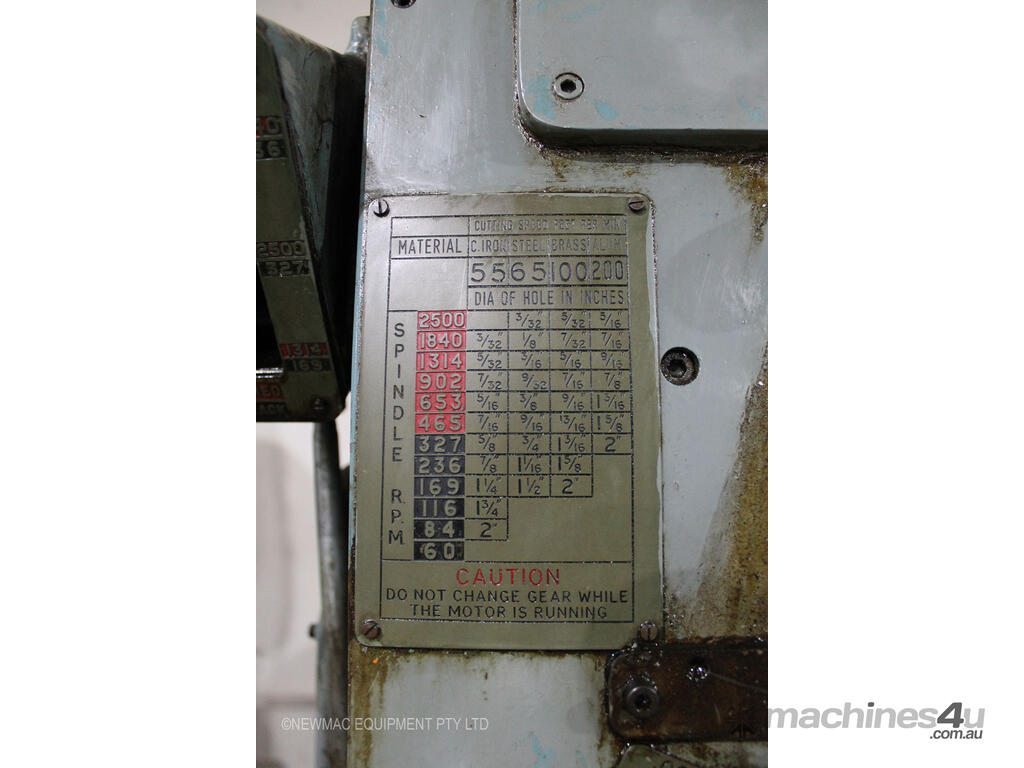 36
2500
327
1314
169
CUTTING SPEED FEET PER MIN
MATERIAL C.IRON STEEL BRASS ALUM
55 65 100 200
DIA OF HOLE IN INCHES
SPINDLE R.P.M.
2500 3/32" 5/32" 5/16"
1840 3/32" 1/8" 7/32" 7/16"
1314 5/32" 3/16" 5/16" 9/16"
902 7/32" 9/32" 7/16" 7/8"
653 5/16" 3/8" 9/16" 1 3/16"
465 7/16" 9/16" 13/16" 1 5/8"
327 5/8" 3/4" 1 3/16" 2"
236 7/8" 1 1/16" 1 5/8"
169 1 1/4" 1 1/2" 2"
116 1 3/4"
84 2"
60
CAUTION
DO NOT CHANGE GEAR WHILE
THE MOTOR IS RUNNING
©NEWMAC EQUIPMENT PTY LTD
machines4u
.com.au